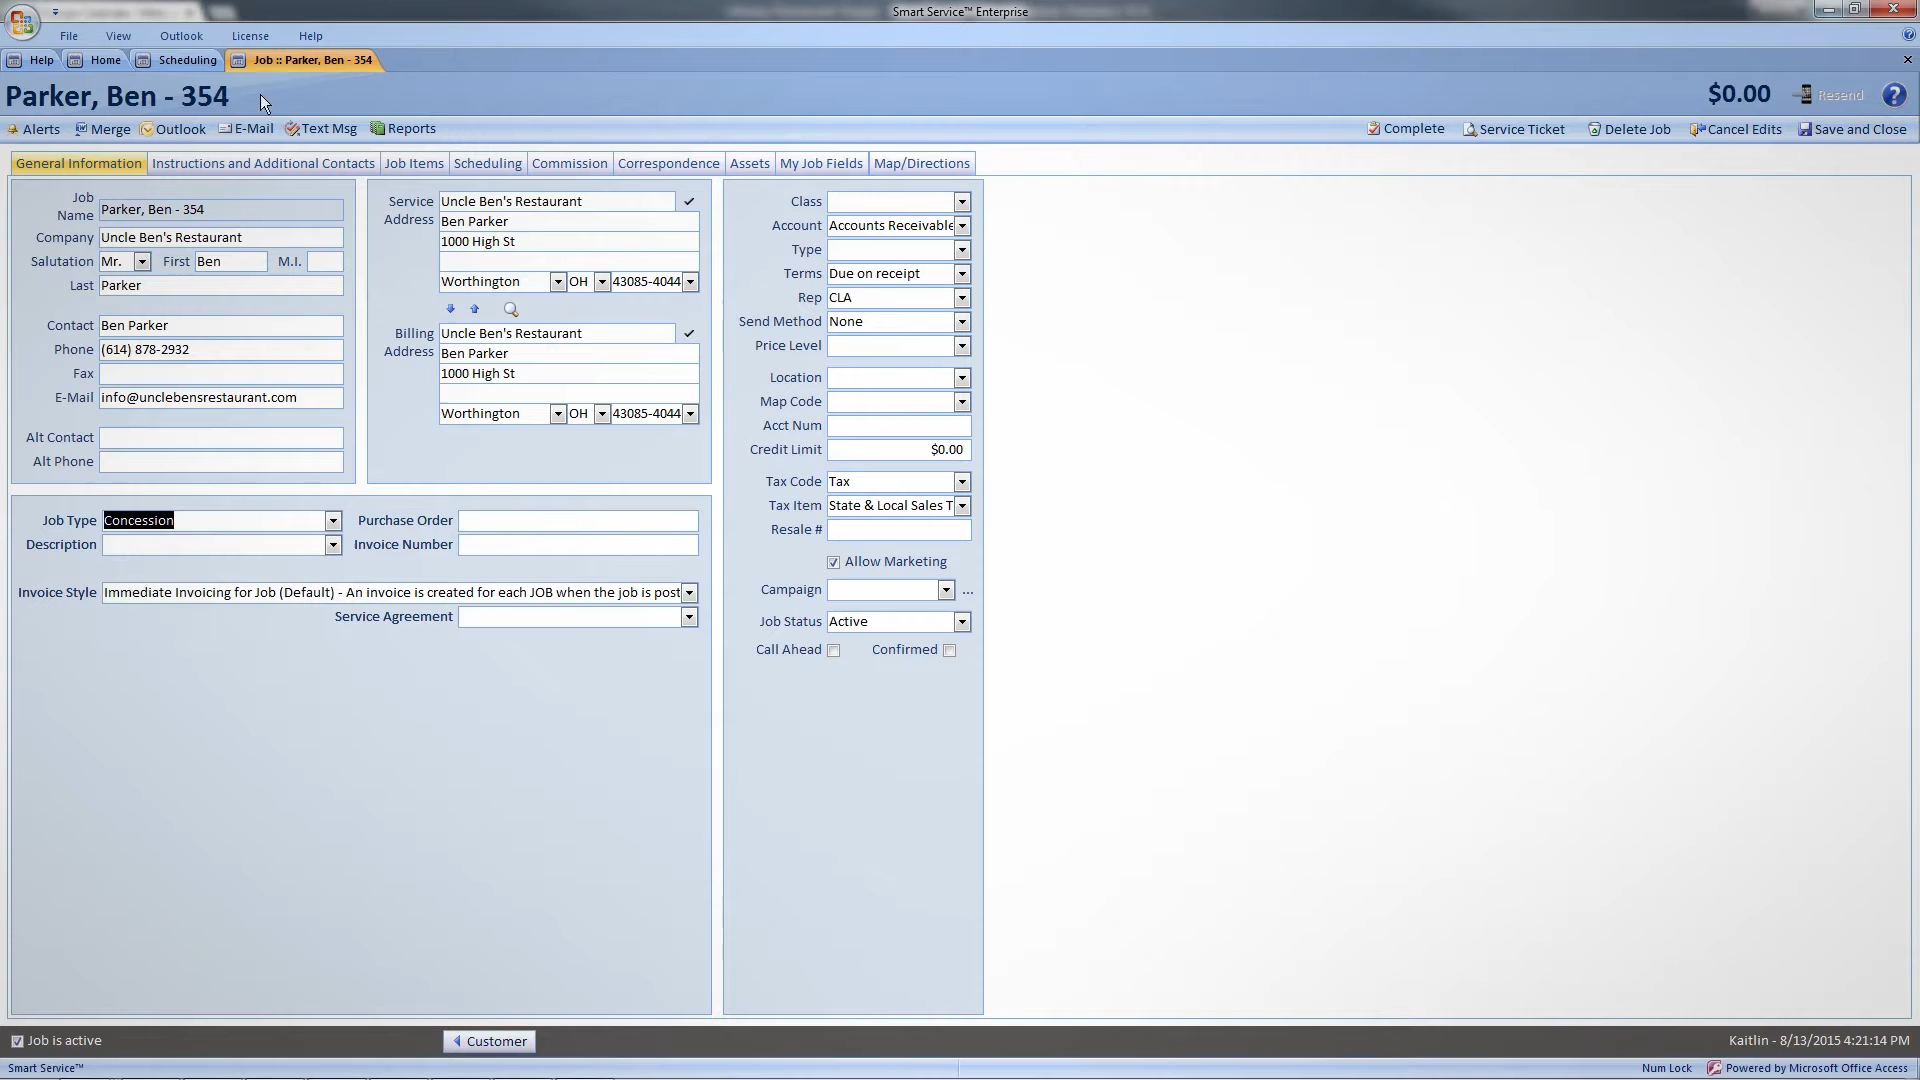 Smart Service™ Enterprise
File View Outlook License Help
Help Home Scheduling Job :: Parker, Ben - 354
Parker, Ben - 354 $0.00 Resend
Alerts Merge Outlook E-Mail Text Msg Reports Complete Service Ticket Delete Job Cancel Edits Save and Close
General Information Instructions and Additional Contacts Job Items Scheduling Commission Correspondence Assets My Job Fields Map/Directions
Job Name Parker, Ben - 354
Company Uncle Ben's Restaurant
Salutation Mr. First Ben M.I.
Last Parker
Contact Ben Parker
Phone (614) 878-2932
Fax
E-Mail info@unclebensrestaurant.com
Alt Contact
Alt Phone
Service Address Uncle Ben's Restaurant
Ben Parker
1000 High St
Worthington OH 43085-4044
Billing Address Uncle Ben's Restaurant
Ben Parker
1000 High St
Worthington OH 43085-4044
Job Type Concession Purchase Order
Description Invoice Number
Invoice Style Immediate Invoicing for Job (Default) - An invoice is created for each JOB when the job is post
Service Agreement
Class
Account Accounts Receivable
Type
Terms Due on receipt
Rep CLA
Send Method None
Price Level
Location
Map Code
Acct Num
Credit Limit $0.00
Tax Code Tax
Tax Item State & Local Sales T
Resale #
Allow Marketing
Campaign ...
Job Status Active
Call Ahead Confirmed
Job is active Customer Kaitlin - 8/13/2015 4:21:14 PM
Smart Service™ Num Lock Powered by Microsoft Office Access